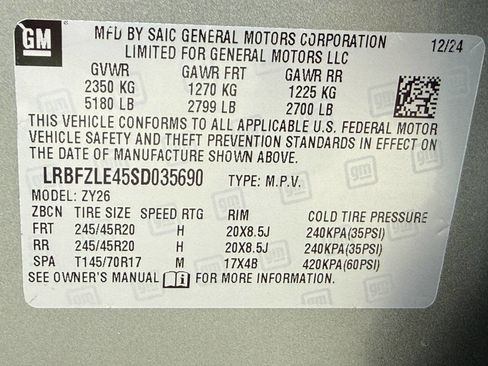 GM
MFD BY SAIC GENERAL MOTORS CORPORATION
LIMITED FOR GENERAL MOTORS LLC
12/24
GVWR GAWR FRT GAWR RR
2350 KG 1270 KG 1225 KG
5180 LB 2799 LB 2700 LB
THIS VEHICLE CONFORMS TO ALL APPLICABLE U.S. FEDERAL MOTOR
VEHICLE SAFETY AND THEFT PREVENTION STANDARDS IN EFFECT ON
THE DATE OF MANUFACTURE SHOWN ABOVE.
LRBFZLE45SD035690 TYPE: M.P.V.
MODEL: ZY26
ZBCN TIRE SIZE SPEED RTG RIM COLD TIRE PRESSURE
FRT 245/45R20 H 20X8.5J 240KPA(35PSI)
RR 245/45R20 H 20X8.5J 240KPA(35PSI)
SPA T145/70R17 M 17X4B 420KPA(60PSI)
SEE OWNER'S MANUAL FOR MORE INFORMATION.